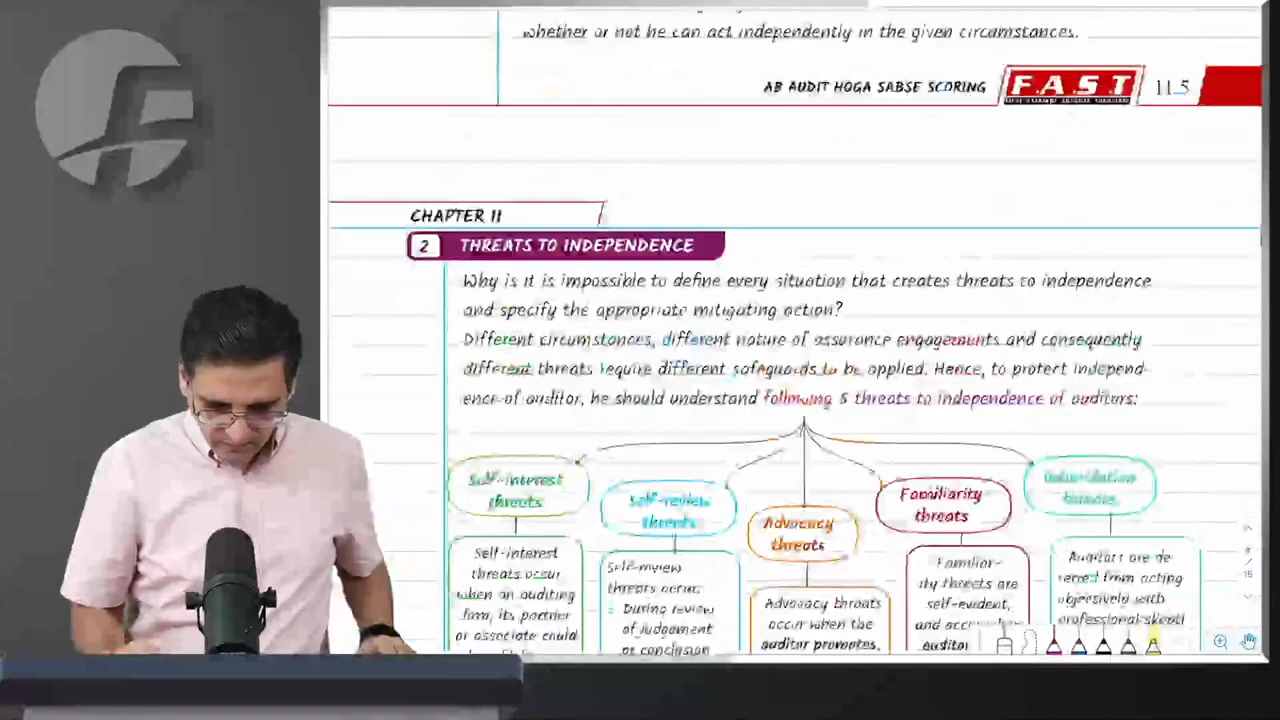 whether or not he can act independently in the given circumstances.
AB AUDIT HOGA SABSE SCORING
F.A.S.T
11.5
CHAPTER 11
2 THREATS TO INDEPENDENCE
Why is it is impossible to define every situation that creates threats to independence
and specify the appropriate mitigating action?
Different circumstances, different nature of assurance engagements and consequently
different threats require different safeguards to be applied. Hence, to protect independ-
ence of auditor, he should understand following 5 threats to independence of auditors:
Self-interest
threats
Self-review
threats
Advocacy
threats
Familiarity
threats
threats
Self-interest
threats occur
when an auditing
firm, its partner
or associate could
Self-review
threats occur:
During review
of judgement
or conclusion
Advocacy threats
occur when the
auditor promotes,
Familiar-
ity threats are
self-evident,
and
auditor
Auditors are de
terred from acting
objectively with
professional skepti